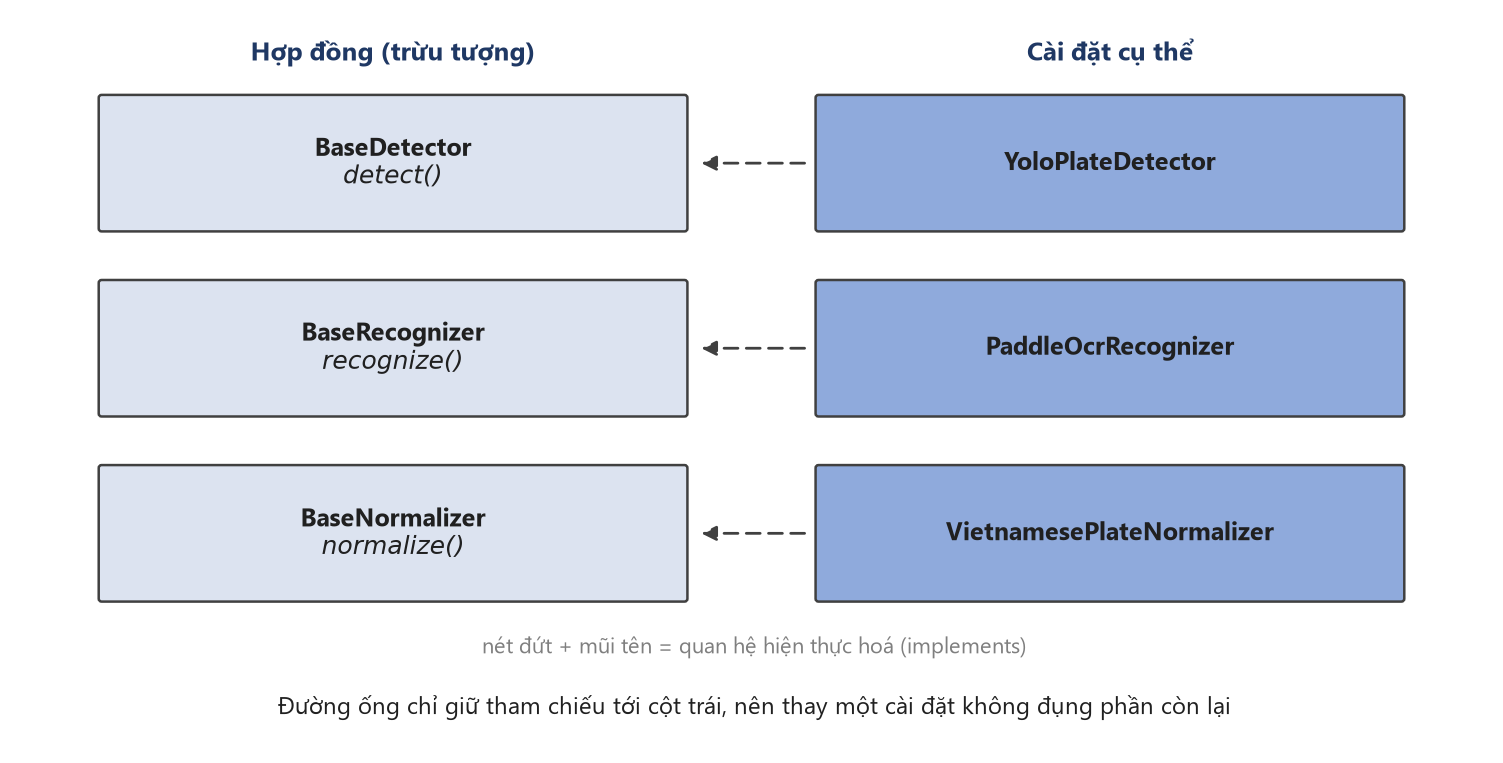 Hợp đồng (trừu tượng)
Cài đặt cụ thể
BaseDetector
detect()
YoloPlateDetector
BaseRecognizer
recognize()
PaddleOcrRecognizer
BaseNormalizer
normalize()
VietnamesePlateNormalizer
nét đứt + mũi tên = quan hệ hiện thực hoá (implements)
Đường ống chỉ giữ tham chiếu tới cột trái, nên thay một cài đặt không đụng phần còn lại